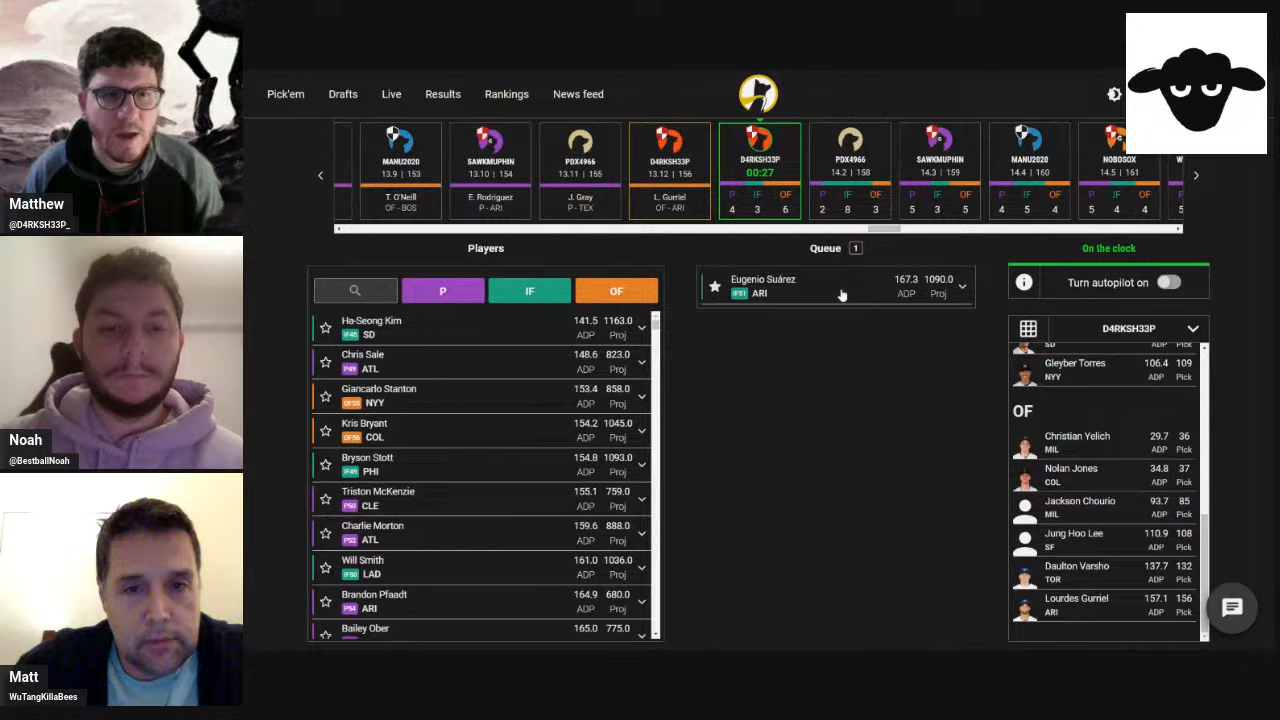 Pick'em Drafts Live Results Rankings News feed
MANU2020
13.9 | 153
T. O'Neill
OF - BOS
SAWKMUPHIN
13.10 | 154
E. Rodriguez
P - ARI
PDX4966
13.11 | 155
J. Gray
P - TEX
D4RKSH33P
13.12 | 156
L. Gurriel
OF - ARI
D4RKSH33P
00:27
P IF OF
4 3 6
PDX4966
14.2 | 158
P IF OF
2 8 3
SAWKMUPHIN
14.3 | 159
P IF OF
5 3 5
MANU2020
14.4 | 160
P IF OF
4 5 4
NOBOSOX
14.5 | 161
P IF OF
5 4 4
W
5
Players
P IF OF
Ha-Seong Kim 141.5 1163.0
SD ADP Proj
Chris Sale 148.6 823.0
P49 ATL ADP Proj
Giancarlo Stanton 153.4 858.0
NYY ADP Proj
Kris Bryant 154.2 1045.0
COL ADP Proj
Bryson Stott 154.8 1093.0
IF49 PHI ADP Proj
Triston McKenzie 155.1 759.0
P50 CLE ADP Proj
Charlie Morton 159.6 888.0
P52 ATL ADP Proj
Will Smith 161.0 1036.0
IF50 LAD ADP Proj
Brandon Pfaadt 164.9 680.0
P54 ARI ADP Proj
Bailey Ober 165.0 775.0
Queue 1
Eugenio Suárez 167.3 1090.0
IF51 ARI ADP Proj
On the clock
Turn autopilot on
D4RKSH33P
SD ADP Pick
Gleyber Torres 106.4 109
NYY ADP Pick
OF
Christian Yelich 29.7 36
MIL ADP Pick
Nolan Jones 34.8 37
COL ADP Pick
Jackson Chourio 93.7 85
MIL ADP Pick
Jung Hoo Lee 110.9 108
SF ADP Pick
Daulton Varsho 137.7 132
TOR ADP Pick
Lourdes Gurriel 157.1 156
ARI ADP Pick
Matthew
@D4RKSH33P_
Noah
@BestballNoah
Matt
WuTangKillaBees